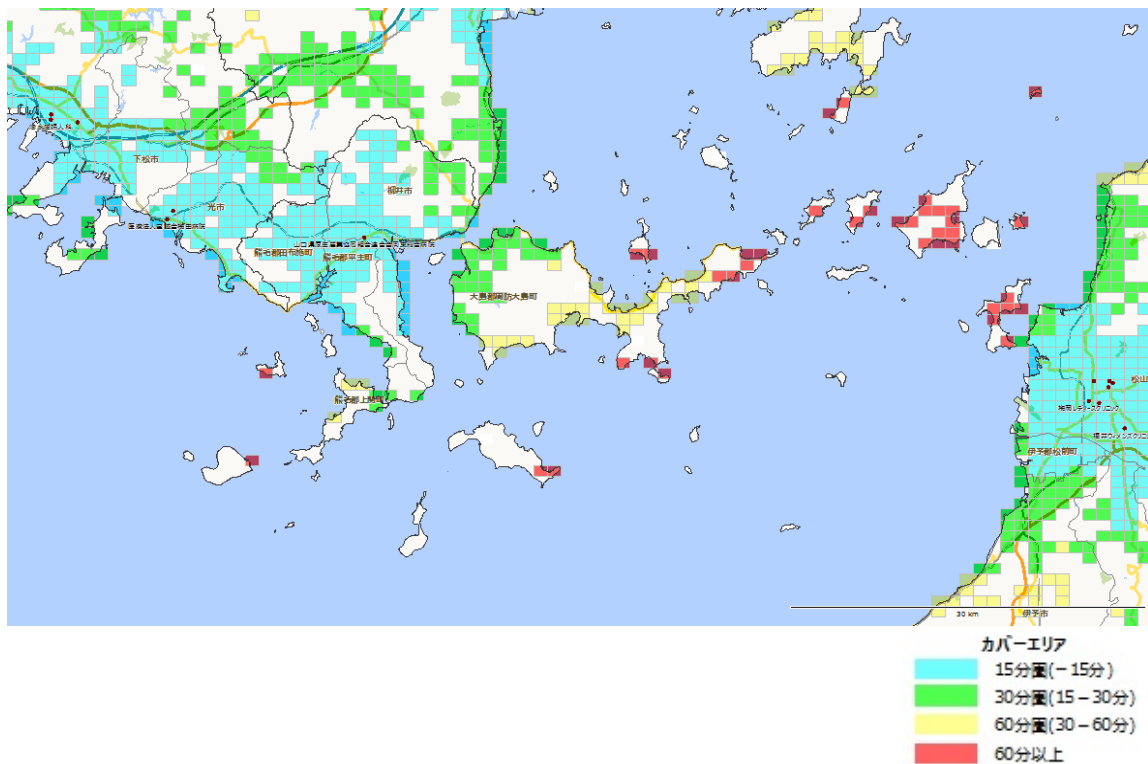 下松市
光市
柳井市
熊毛郡田布施町
熊毛郡平生町
大島郡周防大島町
熊毛郡上関町
松山
伊予郡松前町
30 km
伊予市
カバーエリア
15分圏(－15分)
30分圏(15－30分)
60分圏(30－60分)
60分以上